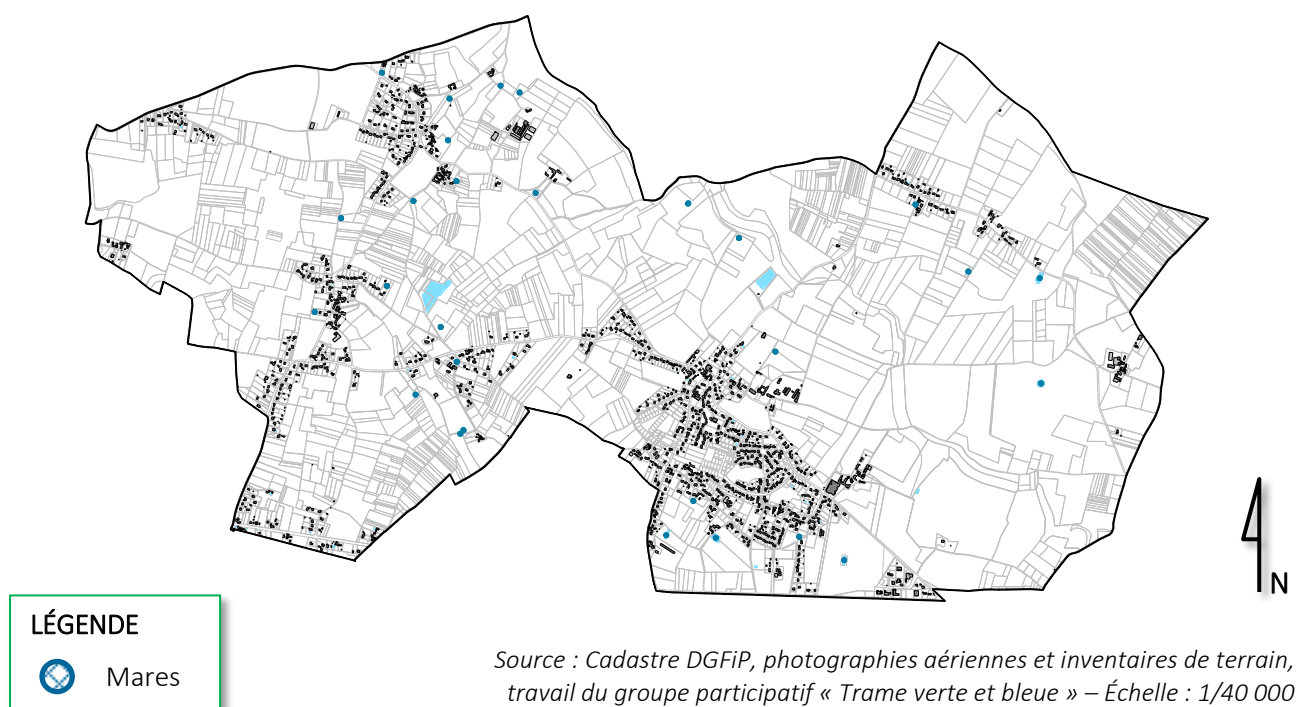 N
LÉGENDE
Mares
Source : Cadastre DGFiP, photographies aériennes et inventaires de terrain,
travail du groupe participatif « Trame verte et bleue » – Échelle : 1/40 000